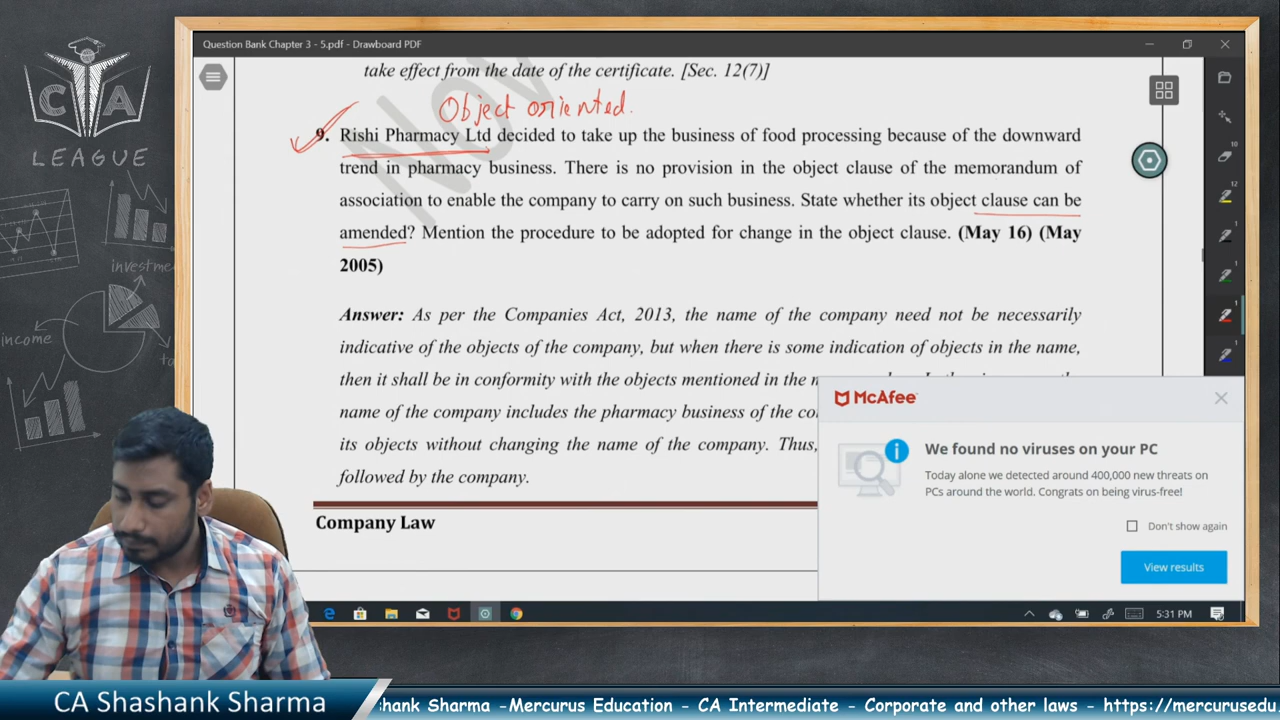 Question Bank Chapter 3 - 5.pdf - Drawboard PDF
take effect from the date of the certificate. [Sec. 12(7)]
Object oriented.
9. Rishi Pharmacy Ltd decided to take up the business of food processing because of the downward
trend in pharmacy business. There is no provision in the object clause of the memorandum of
association to enable the company to carry on such business. State whether its object clause can be
amended? Mention the procedure to be adopted for change in the object clause. (May 16) (May
2005)
Answer: As per the Companies Act, 2013, the name of the company need not be necessarily
indicative of the objects of the company, but when there is some indication of objects in the name,
then it shall be in conformity with the objects mentioned in the
name of the company includes the pharmacy business of the
its objects without changing the name of the company. Thus,
followed by the company.
Company Law
McAfee
We found no viruses on your PC
Today alone we detected around 400,000 new threats on
PCs around the world. Congrats on being virus-free!
Don't show again
View results
5:31 PM
CA
LEAGUE
investme
income
to
10
12
1
1
1
1
CA Shashank Sharma
hank Sharma -Mercurus Education - CA Intermediate - Corporate and other laws - https://mercurusedu.